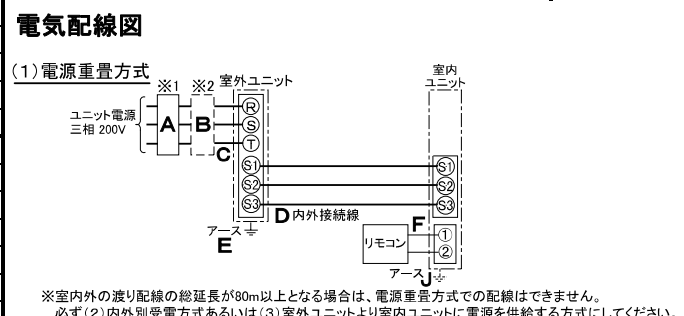 電気配線図
(1)電源重畳方式
※1 ※2 室外ユニット
室内
ユニット
ユニット電源
三相 200V
A B
R
S
T
C
S1
S2
S3
S1
S2
S3
D 内外接続線
アース
E
F
リモコン
①
②
アース J
※室内外の渡り配線の総延長が80m以上となる場合は、電源重畳方式での配線はできません。
必ず(2)内外別受電方式あるいは(3)室外ユニットより室内ユニットに電源を供給する方式にしてください。